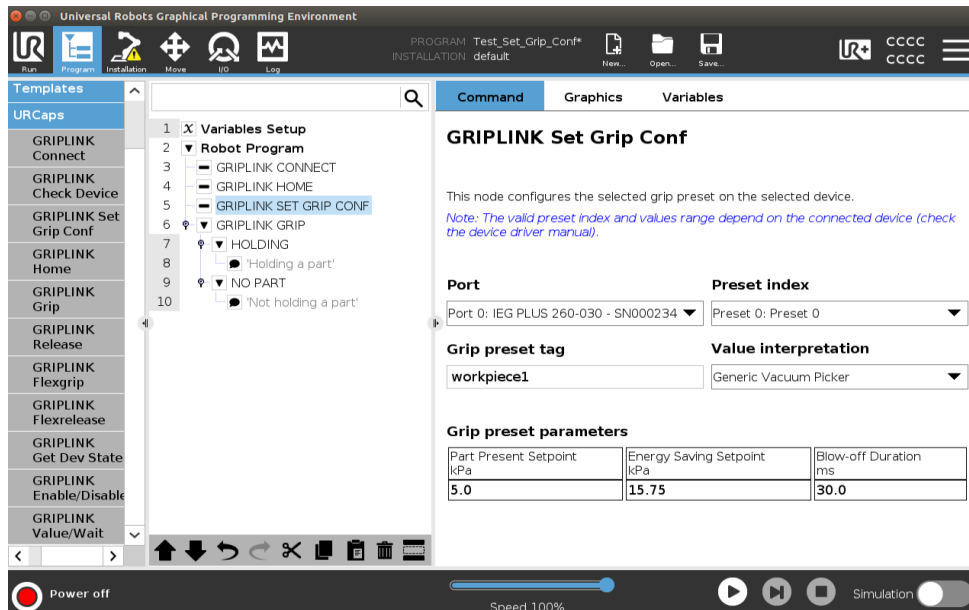 Universal Robots Graphical Programming Environment
UR
Run
Program
Installation
Move
I/O
Log
PROGRAM Test_Set_Grip_Conf*
INSTALLATION default
New...
Open...
Save...
UR+
CCCC
CCCC
Templates
URCaps
GRIPLINK
Connect
GRIPLINK
Check Device
GRIPLINK Set
Grip Conf
GRIPLINK
Home
GRIPLINK
Grip
GRIPLINK
Release
GRIPLINK
Flexgrip
GRIPLINK
Flexrelease
GRIPLINK
Get Dev State
GRIPLINK
Enable/Disable
GRIPLINK
Value/Wait
1 X Variables Setup
2 Robot Program
3 GRIPLINK CONNECT
4 GRIPLINK HOME
5 GRIPLINK SET GRIP CONF
6 GRIPLINK GRIP
7 HOLDING
8 'Holding a part'
9 NO PART
10 'Not holding a part'
Command Graphics Variables
GRIPLINK Set Grip Conf
This node configures the selected grip preset on the selected device.
Note: The valid preset index and values range depend on the connected device (check
the device driver manual).
Port
Preset index
Port 0: IEG PLUS 260-030 - SN000234
Preset 0: Preset 0
Grip preset tag
Value interpretation
workpiece1
Generic Vacuum Picker
Grip preset parameters
Part Present Setpoint
kPa
Energy Saving Setpoint
kPa
Blow-off Duration
ms
5.0
15.75
30.0
Power off
Speed 100%
Simulation